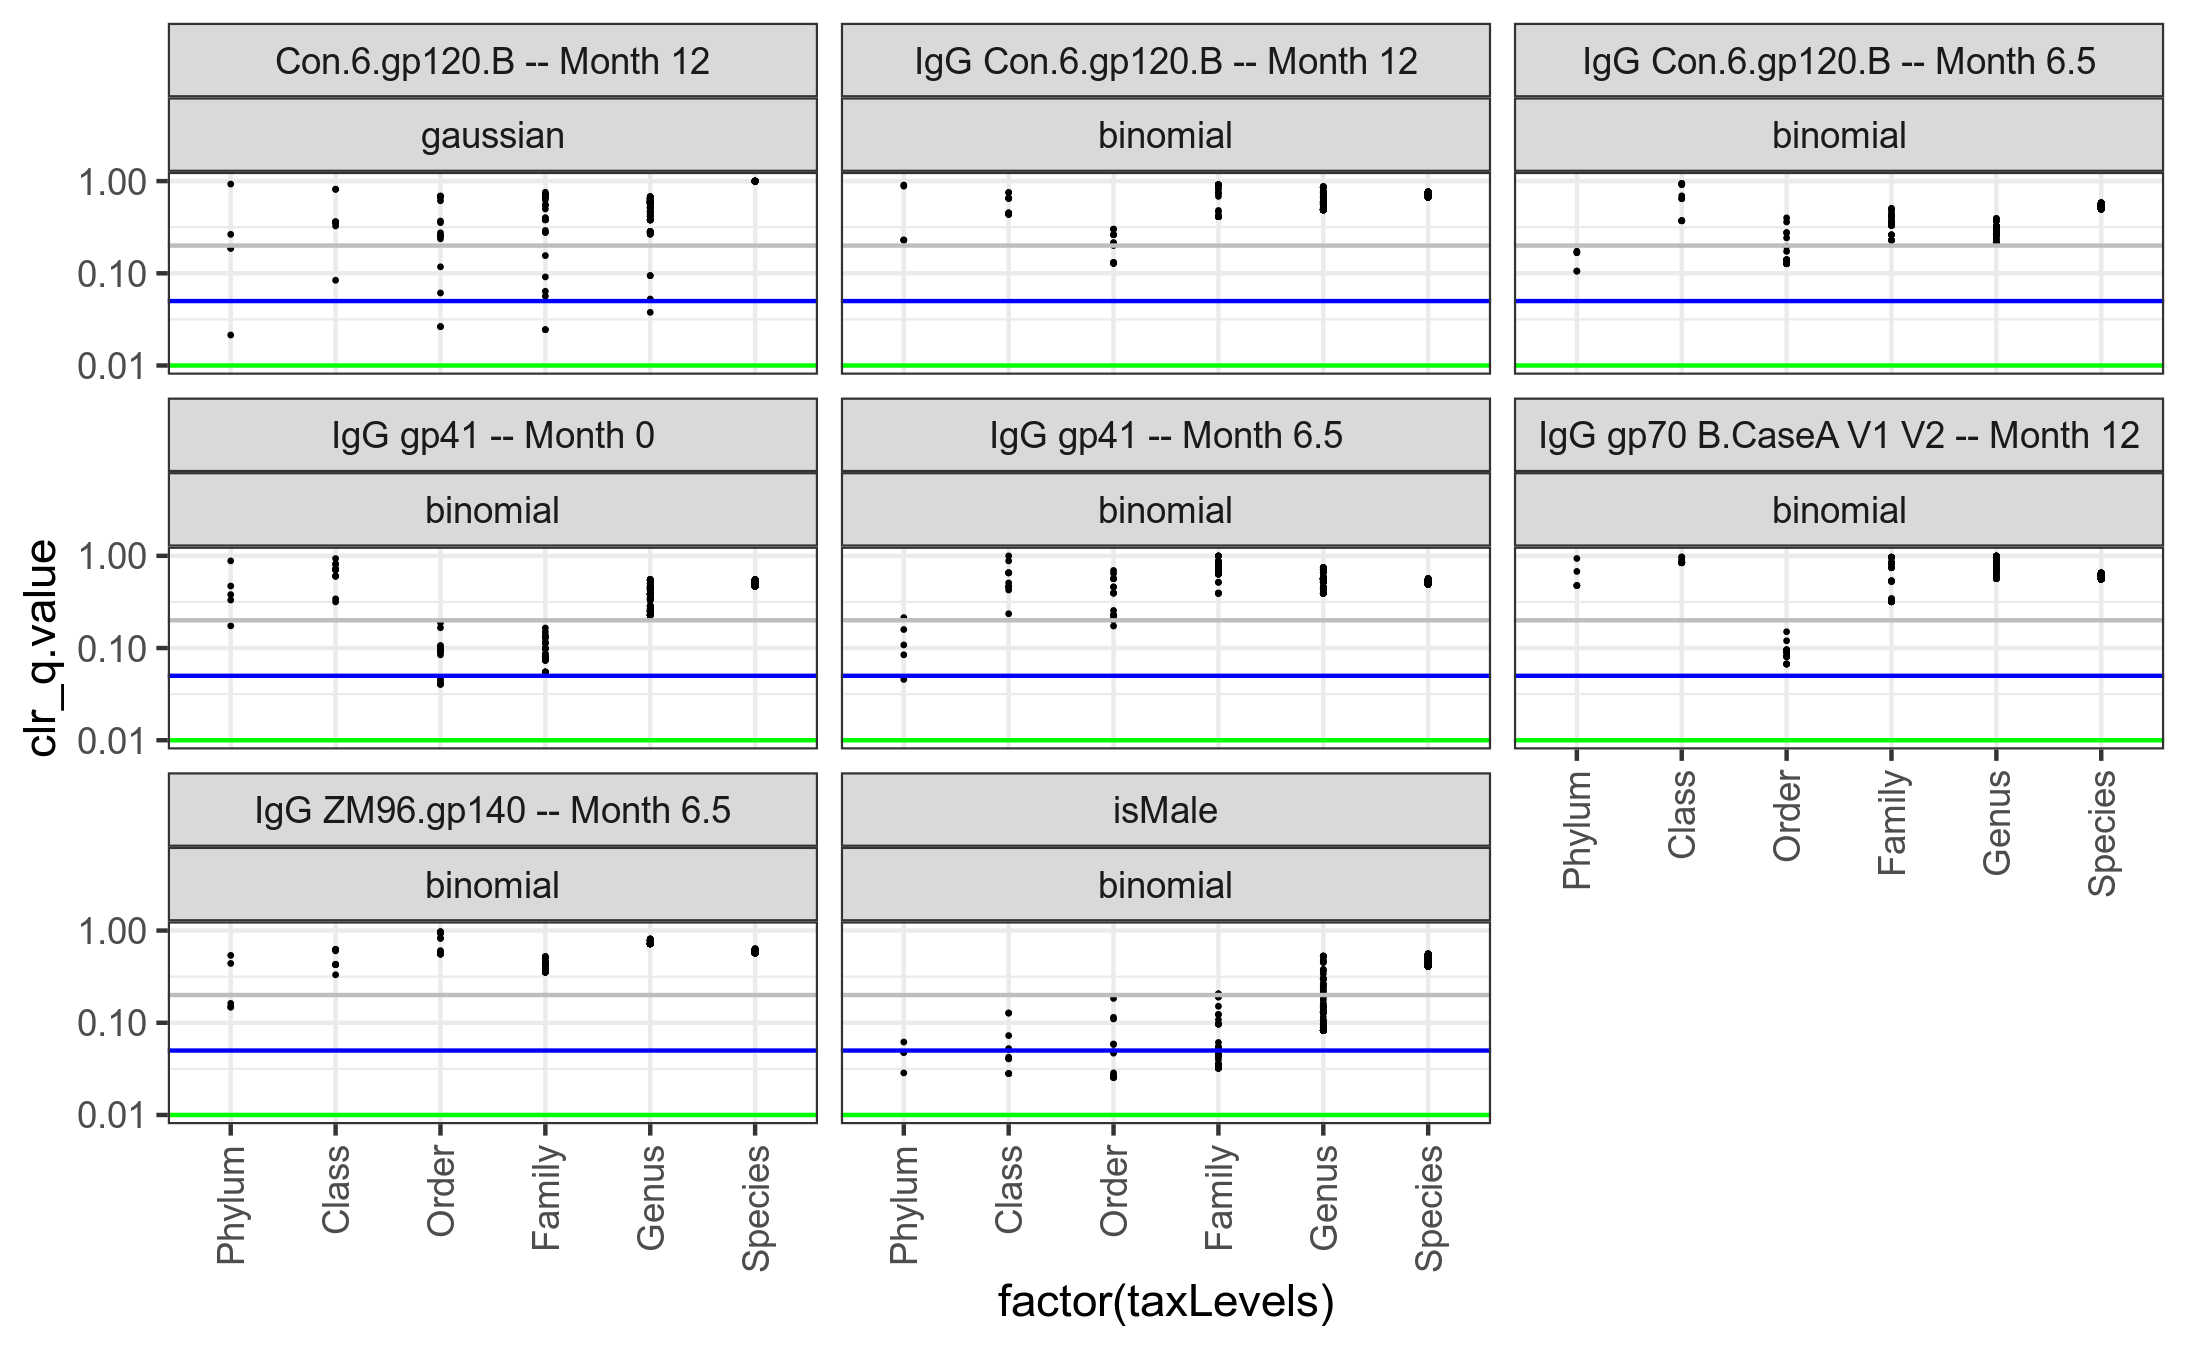 Con.6.gp120.B -- Month 12
IgG Con.6.gp120.B -- Month 12
IgG Con.6.gp120.B -- Month 6.5
gaussian
binomial
binomial
1.00
0.10
0.01
IgG gp41 -- Month 0
IgG gp41 -- Month 6.5
IgG gp70 B.CaseA V1 V2 -- Month 12
binomial
binomial
binomial
1.00
0.10
0.01
clr_q.value
Phylum
Class
Order
Family
Genus
Species
IgG ZM96.gp140 -- Month 6.5
isMale
binomial
binomial
1.00
0.10
0.01
Phylum
Class
Order
Family
Genus
Species
Phylum
Class
Order
Family
Genus
Species
factor(taxLevels)